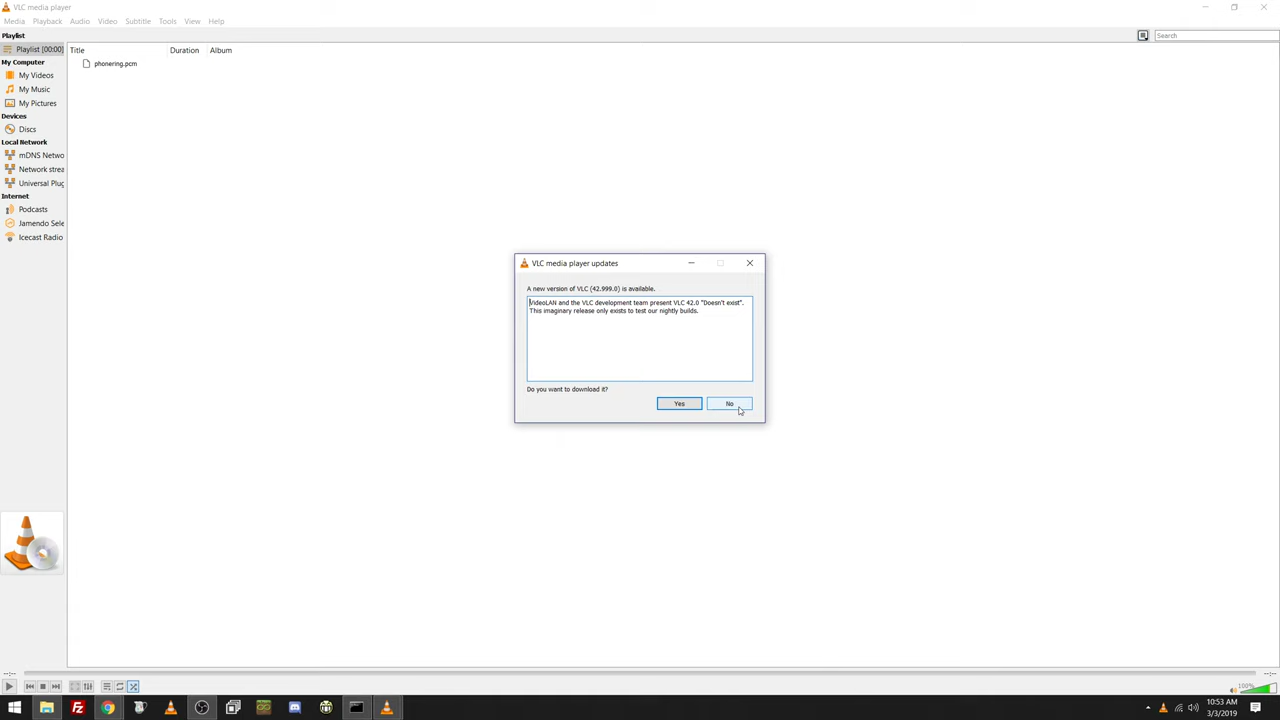 VLC media player
Media Playback Audio Video Subtitle Tools View Help
Playlist
Search
Playlist [00:00]
Title Duration Album
My Computer
phonering.pcm
My Videos
My Music
My Pictures
Devices
Discs
Local Network
mDNS Netwo
Network strea
Universal Plug
Internet
Podcasts
Jamendo Sele
Icecast Radio
VLC media player updates
A new version of VLC (42.999.0) is available.
VideoLAN and the VLC development team present VLC 42.0 "Doesn't exist".
This imaginary release only exists to test our nightly builds.
Do you want to download it?
Yes No
--:-- --:--
100%
10:53 AM
3/3/2019